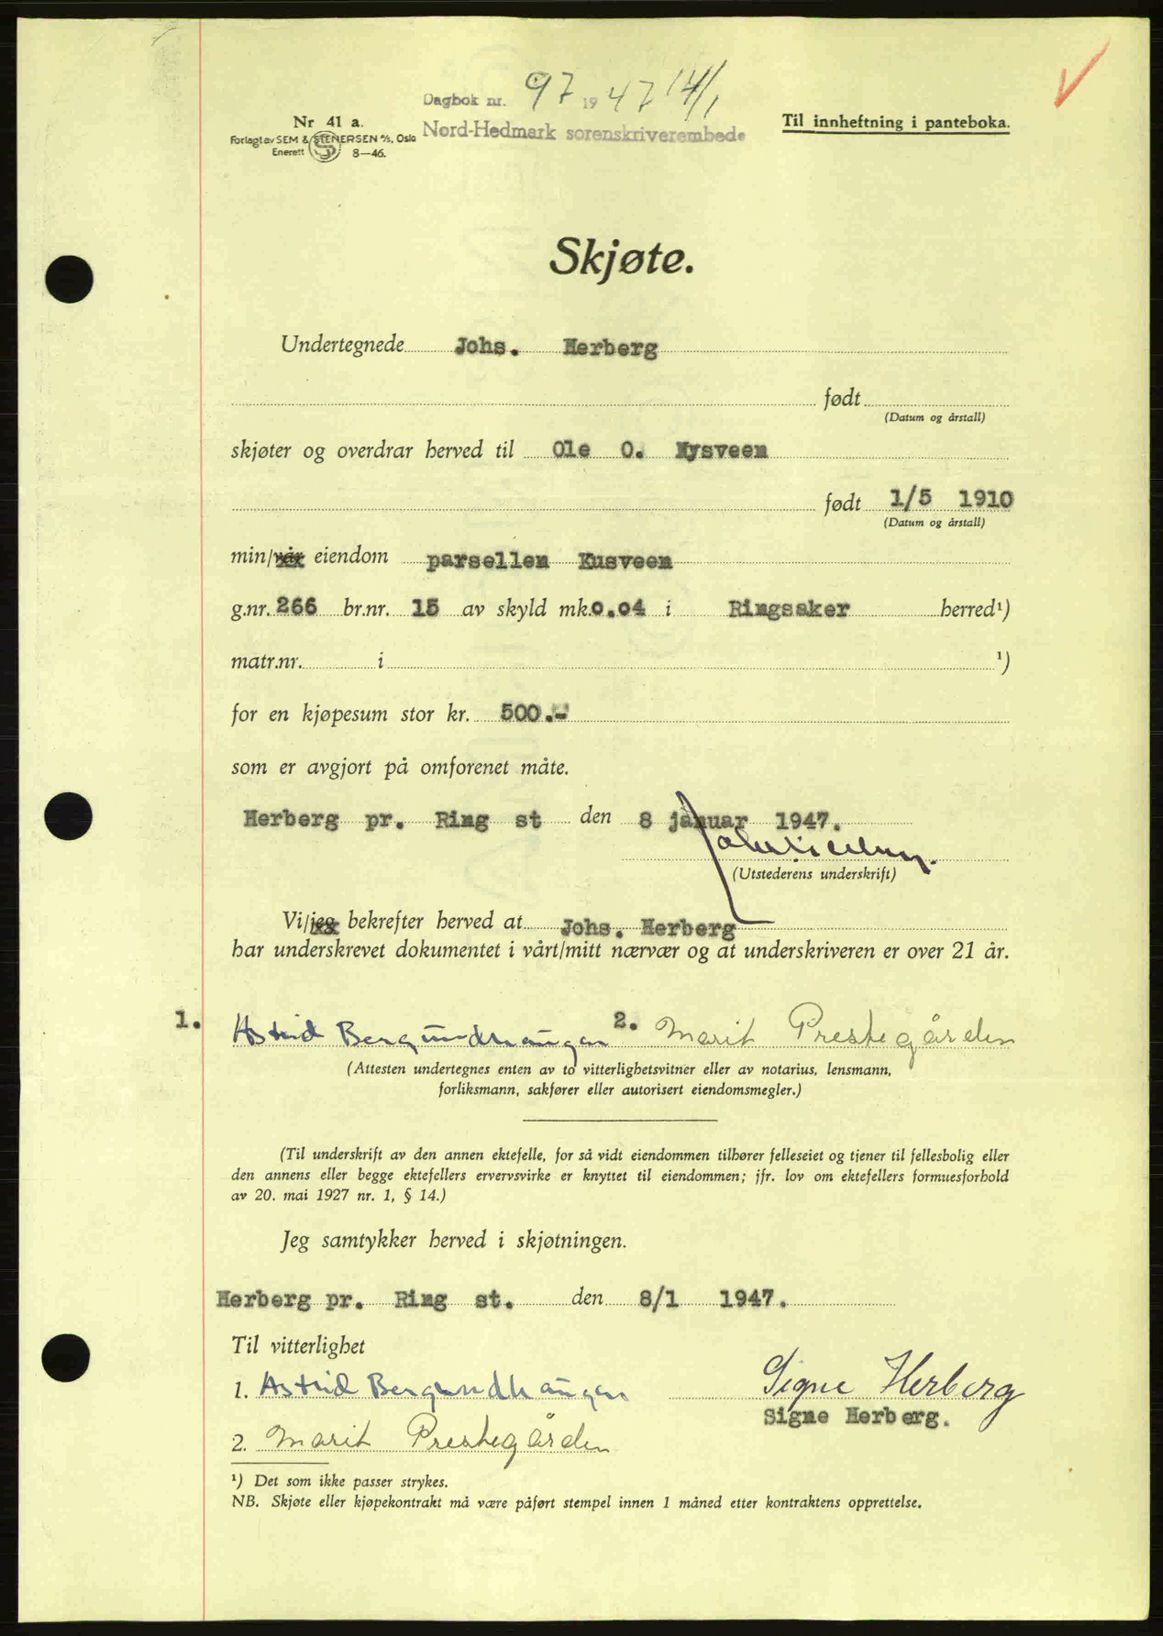 Dagbok nr. 97 1947 14/1
Nord-Hedmark sorenskriverembede
Nr 41 a.
Forlagt av SEM & STENERSEN A/S, Oslo
Enerett 8—46.
Til innheftning i panteboka.
Skjøte.
Undertegnede Johs. Herberg
født
(Datum og årstall)
skjøter og overdrar herved til Ole O. Nysveen
født 1/5 1910
(Datum og årstall)
min/vår eiendom parsellen Kusveen
g.nr. 266 br.nr. 15 av skyld mk. 0.04 i Ringsaker herred¹)
matr.nr. i ¹)
for en kjøpesum stor kr. 500.-
som er avgjort på omforenet måte.
Herberg pr. Ring st den 8 januar 1947.
Johs. Herberg.
(Utstederens underskrift)
Vi/jeg bekrefter herved at Johs. Herberg
har underskrevet dokumentet i vårt/mitt nærvær og at underskriveren er over 21 år.
1. Astrid Bergundhaugen 2. Marit Prestegården
(Attesten undertegnes enten av to vitterlighetsvitner eller av notarius, lensmann,
forliksmann, sakfører eller autorisert eiendomsmegler.)
(Til underskrift av den annen ektefelle, for så vidt eiendommen tilhører felleseiet og tjener til fellesbolig eller
den annens eller begge ektefellers ervervsvirke er knyttet til eiendommen; jfr. lov om ektefellers formuesforhold
av 20. mai 1927 nr. 1, § 14.)
Jeg samtykker herved i skjøtningen.
Herberg pr. Ring st. den 8/1 1947.
Til vitterlighet
1. Astrid Bergundhaugen Signe Herberg
Signe Herberg.
2. Marit Prestegården
¹) Det som ikke passer strykes.
NB. Skjøte eller kjøpekontrakt må være påført stempel innen 1 måned etter kontraktens opprettelse.